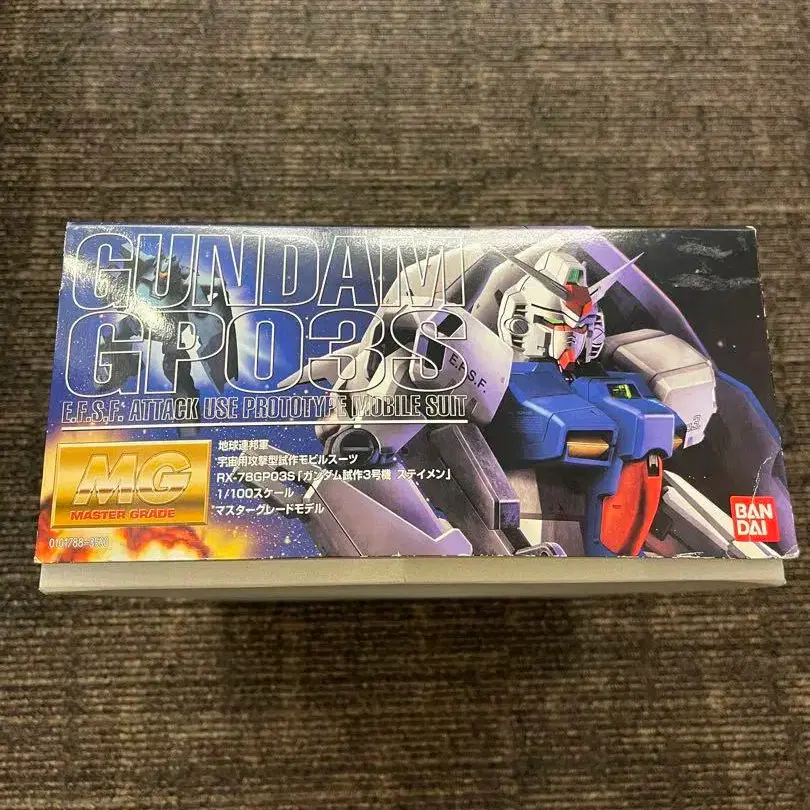 GUNDAM
GP03S
E.F.S.F. ATTACK USE PROTOTYPE MOBILE SUIT
E.F.S.F.
MG
MASTER GRADE
地球連邦軍
宇宙用攻撃型試作モビルスーツ
RX-78GP03S「ガンダム試作3号機 ステイメン」
1/100スケール
マスターグレードモデル
BAN
DAI